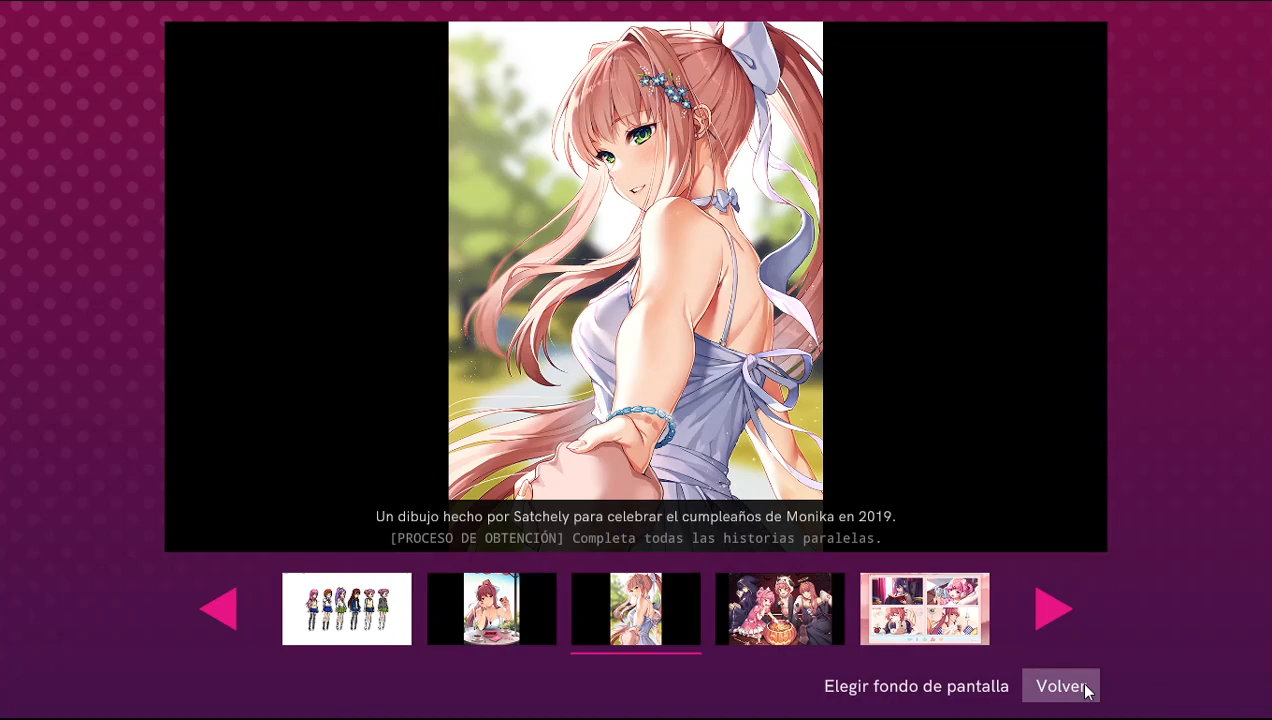 Un dibujo hecho por Satchely para celebrar el cumpleaños de Monika en 2019.
[PROCESO DE OBTENCIÓN] Completa todas las historias paralelas.
Elegir fondo de pantalla
Volver